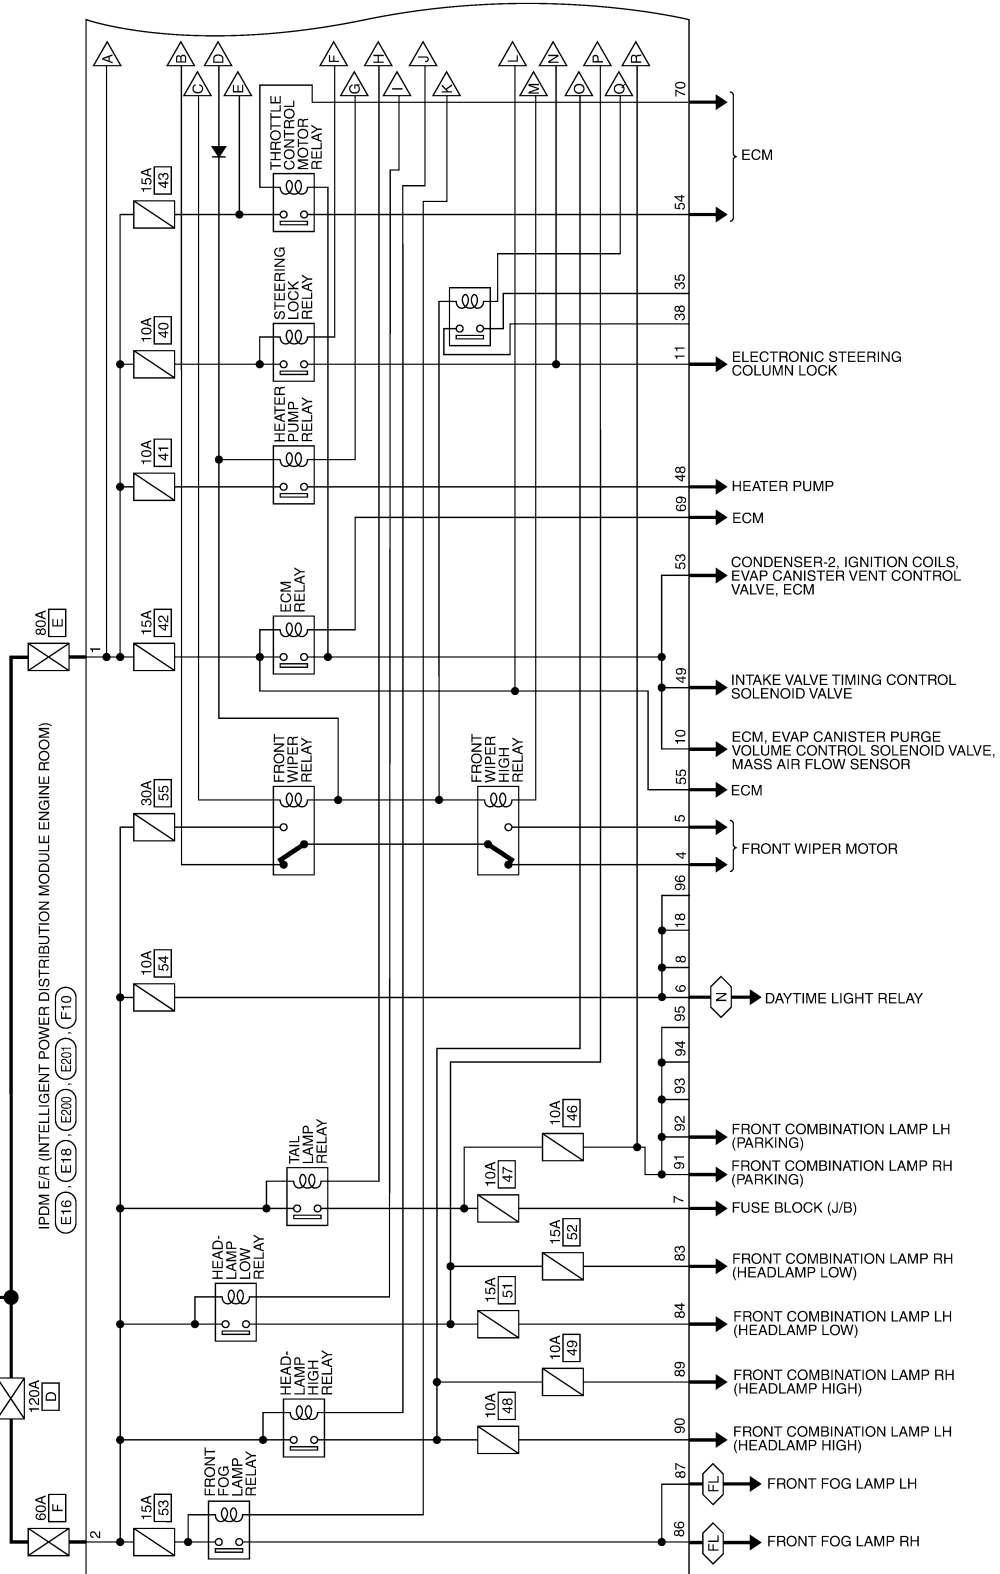 A
B
D
F
H
J
L
N
P
R
C
E
G
I
K
M
O
Q
70
ECM
THROTTLE
CONTROL
MOTOR
RELAY
15A
43
54
STEERING
LOCK
RELAY
35
38
10A
40
11
ELECTRONIC STEERING
COLUMN LOCK
HEATER
PUMP
RELAY
10A
41
48
HEATER PUMP
69
ECM
ECM
RELAY
53
CONDENSER-2, IGNITION COILS,
EVAP CANISTER VENT CONTROL
VALVE, ECM
80A
E
1
15A
42
49
INTAKE VALVE TIMING CONTROL
SOLENOID VALVE
10
ECM, EVAP CANISTER PURGE
VOLUME CONTROL SOLENOID VALVE,
MASS AIR FLOW SENSOR
55
ECM
FRONT
WIPER
RELAY
FRONT
WIPER
HIGH
RELAY
30A
55
5
FRONT WIPER MOTOR
4
96
18
8
10A
54
6
N
DAYTIME LIGHT RELAY
95
94
93
IPDM E/R (INTELLIGENT POWER DISTRIBUTION MODULE ENGINE ROOM)
E16 , E18 , E200 , E201 , F10
10A
46
92
FRONT COMBINATION LAMP LH
(PARKING)
91
FRONT COMBINATION LAMP RH
(PARKING)
TAIL
LAMP
RELAY
10A
47
7
FUSE BLOCK (J/B)
15A
52
83
FRONT COMBINATION LAMP RH
(HEADLAMP LOW)
HEAD-
LAMP
LOW
RELAY
15A
51
84
FRONT COMBINATION LAMP LH
(HEADLAMP LOW)
120A
D
10A
49
89
FRONT COMBINATION LAMP RH
(HEADLAMP HIGH)
HEAD-
LAMP
HIGH
RELAY
10A
48
90
FRONT COMBINATION LAMP LH
(HEADLAMP HIGH)
87
FL
FRONT FOG LAMP LH
60A
F
2
15A
53
FRONT
FOG
LAMP
RELAY
86
FL
FRONT FOG LAMP RH